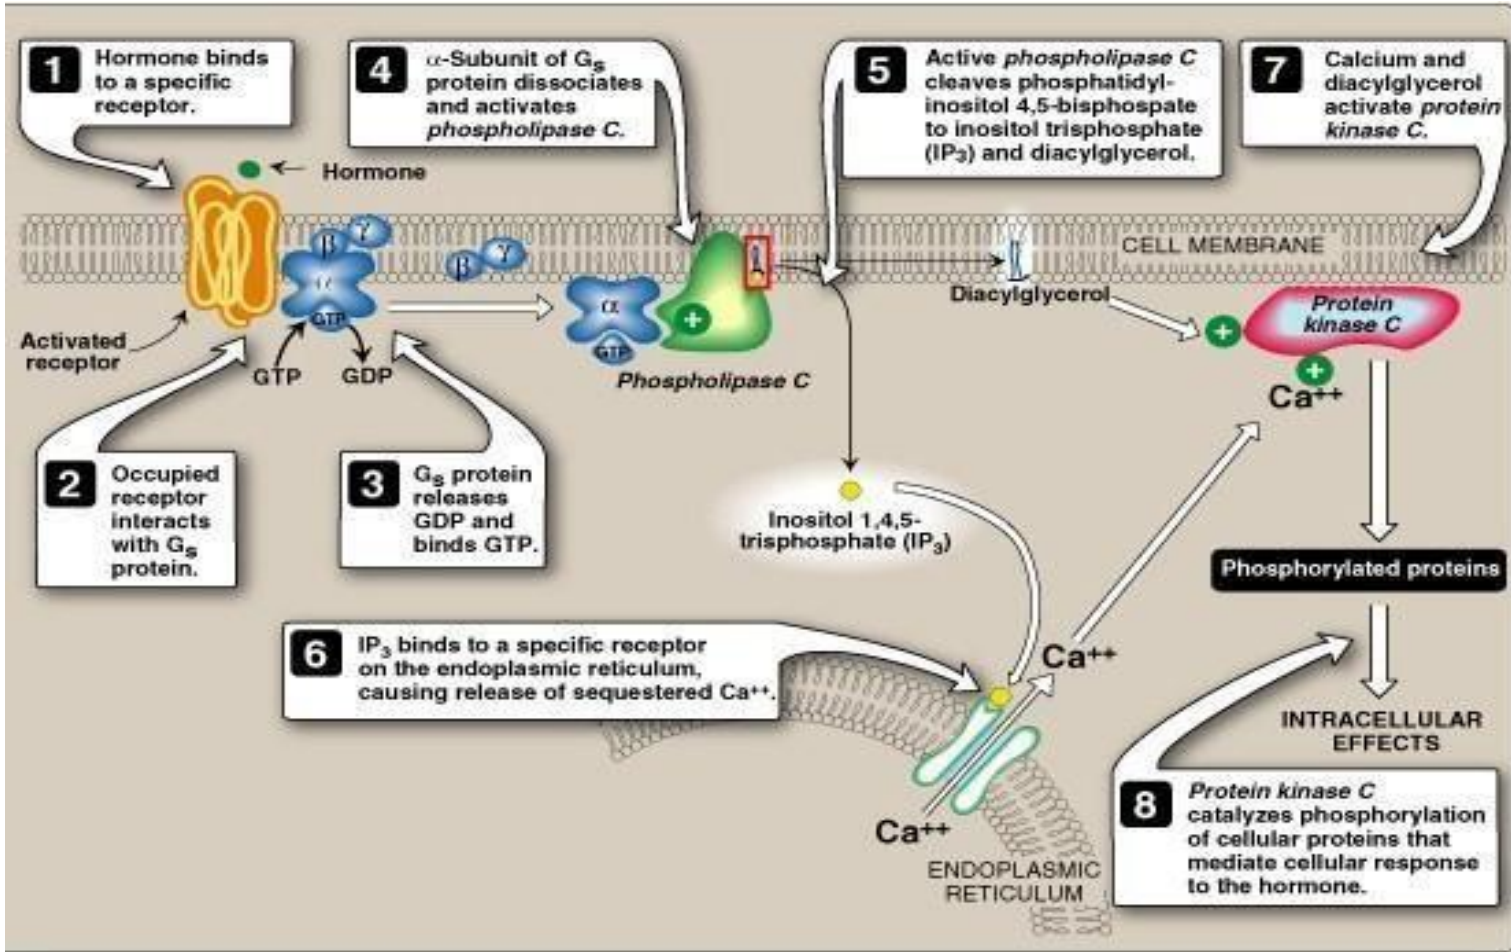 1
Hormone binds
to a specific
receptor.
4
α-Subunit of Gs
protein dissociates
and activates
phospholipase C.
5
Active phospholipase C
cleaves phosphatidyl-
inositol 4,5-bisphospate
to inositol trisphosphate
(IP3) and diacylglycerol.
7
Calcium and
diacylglycerol
activate protein
kinase C.
Hormone
β
γ
α
GTP
β
γ
α
GTP
+
CELL MEMBRANE
Diacylglycerol
+
Protein
kinase C
+
Ca++
Activated
receptor
GTP
GDP
Phospholipase C
2
Occupied
receptor
interacts
with Gs
protein.
3
Gs protein
releases
GDP and
binds GTP.
Inositol 1,4,5-
trisphosphate (IP3)
Phosphorylated proteins
6
IP3 binds to a specific receptor
on the endoplasmic reticulum,
causing release of sequestered Ca++.
Ca++
Ca++
ENDOPLASMIC
RETICULUM
INTRACELLULAR
EFFECTS
8
Protein kinase C
catalyzes phosphorylation
of cellular proteins that
mediate cellular response
to the hormone.